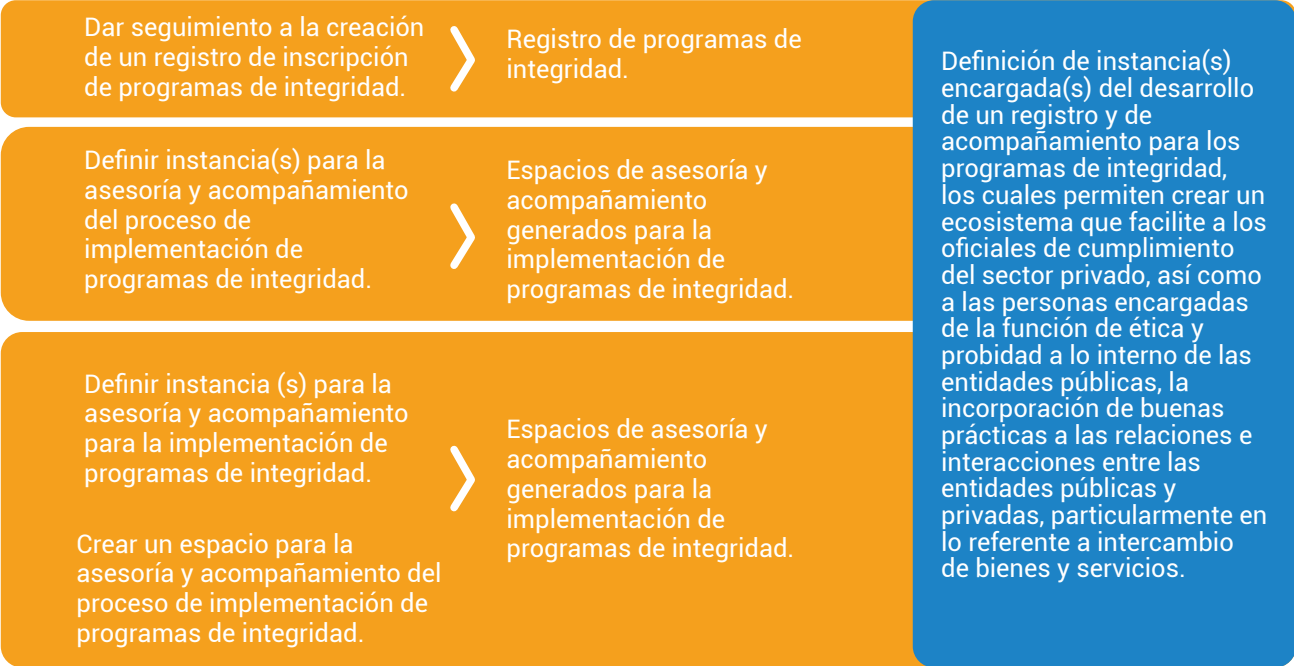 Dar seguimiento a la creación
de un registro de inscripción
de programas de integridad.
Registro de programas de
integridad.
Definir instancia(s) para la
asesoría y acompañamiento
del proceso de
implementación de
programas de integridad.
Espacios de asesoría y
acompañamiento
generados para la
implementación de
programas de integridad.
Definir instancia (s) para la
asesoría y acompañamiento
para la implementación de
programas de integridad.
Crear un espacio para la
asesoría y acompañamiento del
proceso de implementación de
programas de integridad.
Espacios de asesoría y
acompañamiento
generados para la
implementación de
programas de integridad.
Definición de instancia(s)
encargada(s) del desarrollo
de un registro y de
acompañamiento para los
programas de integridad,
los cuales permiten crear un
ecosistema que facilite a los
oficiales de cumplimiento
del sector privado, así como
a las personas encargadas
de la función de ética y
probidad a lo interno de las
entidades públicas, la
incorporación de buenas
prácticas a las relaciones e
interacciones entre las
entidades públicas y
privadas, particularmente en
lo referente a intercambio
de bienes y servicios.